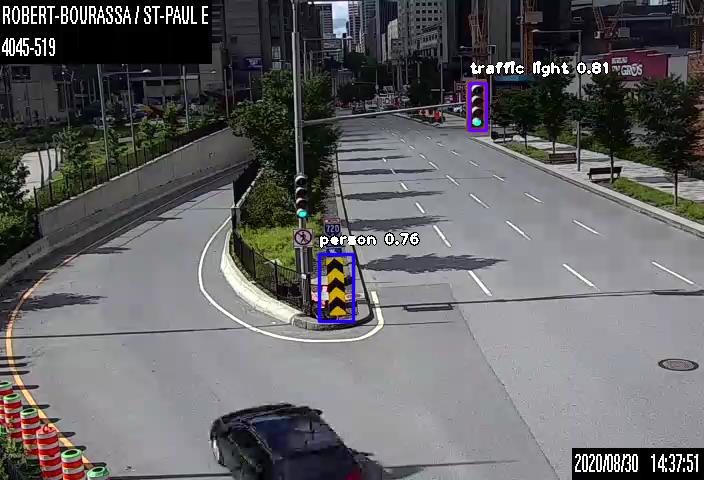 ROBERT-BOURASSA / ST-PAUL E
4045-519
traffic light 0.81
720
person 0.76
2020/08/30 14:37:51